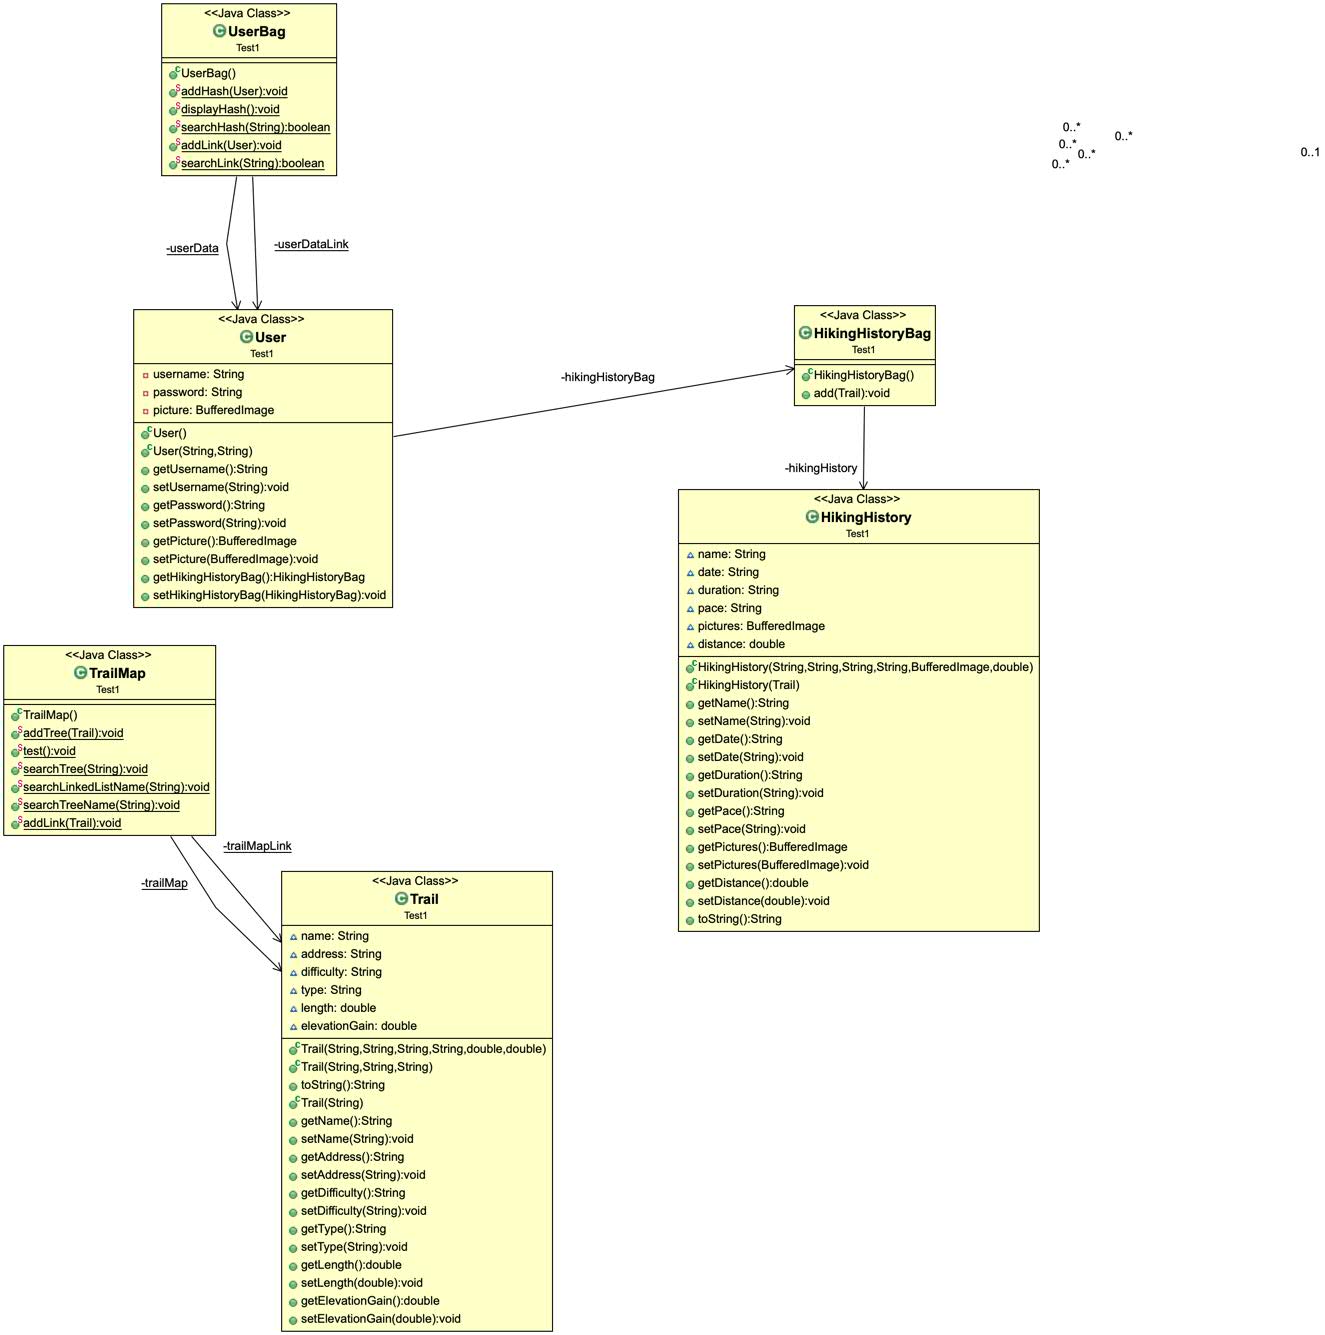 <<Java Class>>
UserBag
Test1
UserBag()
addHash(User):void
displayHash():void
searchHash(String):boolean
addLink(User):void
searchLink(String):boolean
0..*
0..*
0..*
0..*
0..*
0..1
-userData
-userDataLink
<<Java Class>>
User
Test1
username: String
password: String
picture: BufferedImage
User()
User(String,String)
getUsername():String
setUsername(String):void
getPassword():String
setPassword(String):void
getPicture():BufferedImage
setPicture(BufferedImage):void
getHikingHistoryBag():HikingHistoryBag
setHikingHistoryBag(HikingHistoryBag):void
-hikingHistoryBag
<<Java Class>>
HikingHistoryBag
Test1
HikingHistoryBag()
add(Trail):void
-hikingHistory
<<Java Class>>
HikingHistory
Test1
name: String
date: String
duration: String
pace: String
pictures: BufferedImage
distance: double
HikingHistory(String,String,String,String,BufferedImage,double)
HikingHistory(Trail)
getName():String
setName(String):void
getDate():String
setDate(String):void
getDuration():String
setDuration(String):void
getPace():String
setPace(String):void
getPictures():BufferedImage
setPictures(BufferedImage):void
getDistance():double
setDistance(double):void
toString():String
<<Java Class>>
TrailMap
Test1
TrailMap()
addTree(Trail):void
test():void
searchTree(String):void
searchLinkedListName(String):void
searchTreeName(String):void
addLink(Trail):void
-trailMapLink
-trailMap
<<Java Class>>
Trail
Test1
name: String
address: String
difficulty: String
type: String
length: double
elevationGain: double
Trail(String,String,String,String,double,double)
Trail(String,String,String)
toString():String
Trail(String)
getName():String
setName(String):void
getAddress():String
setAddress(String):void
getDifficulty():String
setDifficulty(String):void
getType():String
setType(String):void
getLength():double
setLength(double):void
getElevationGain():double
setElevationGain(double):void